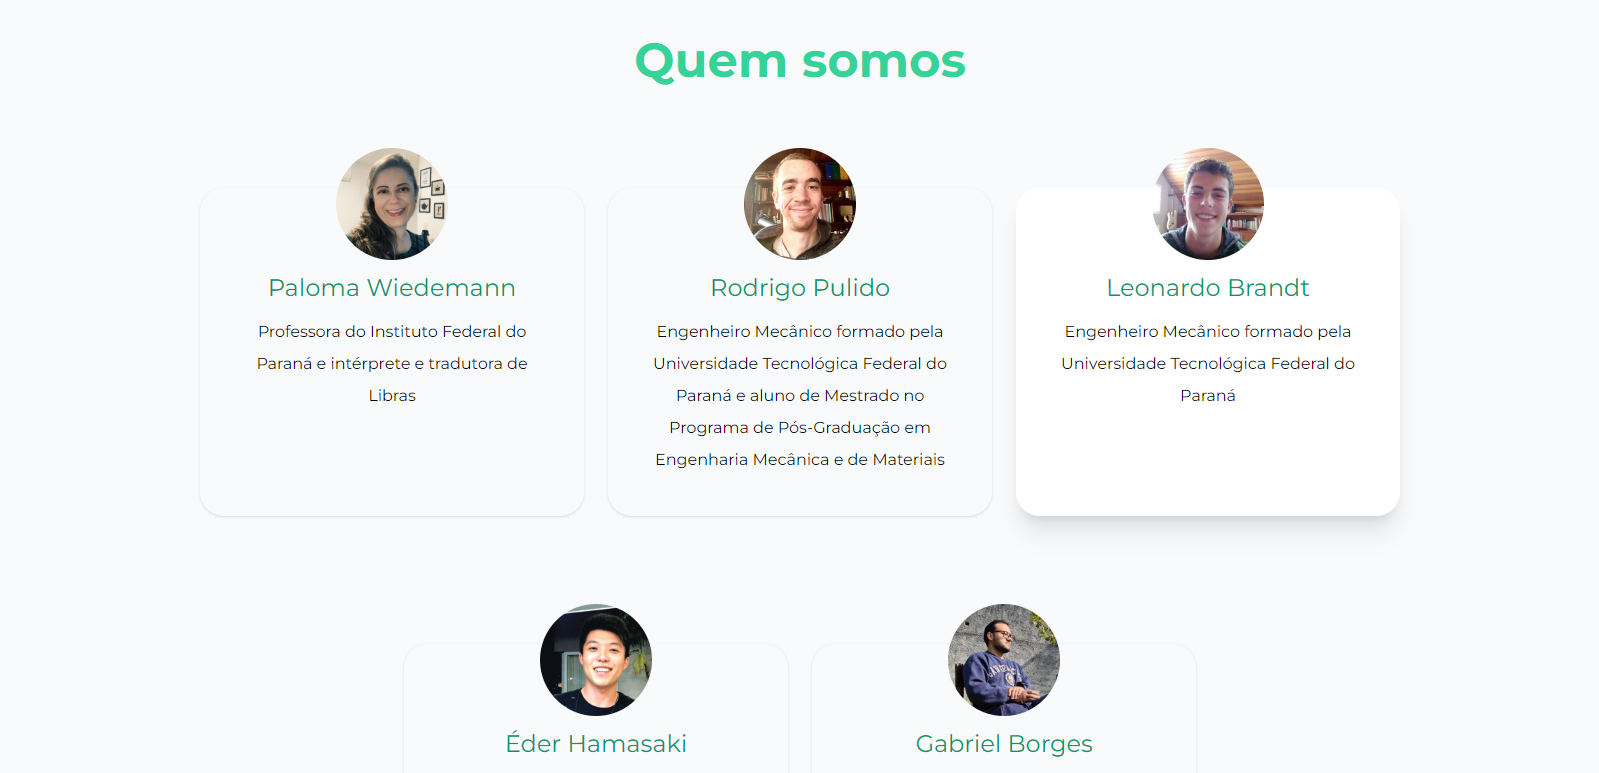 Quem somos
Paloma Wiedemann
Professora do Instituto Federal do
Paraná e intérprete e tradutora de
Libras
Rodrigo Pulido
Engenheiro Mecânico formado pela
Universidade Tecnológica Federal do
Paraná e aluno de Mestrado no
Programa de Pós-Graduação em
Engenharia Mecânica e de Materiais
Leonardo Brandt
Engenheiro Mecânico formado pela
Universidade Tecnológica Federal do
Paraná
Éder Hamasaki
Gabriel Borges